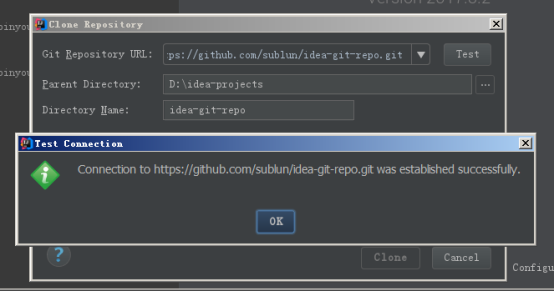 Version 2017.3.2
Clone Repository
Git Repository URL: ps://github.com/sublun/idea-git-repo.git Test
Parent Directory: D:\idea-projects ...
Directory Name: idea-git-repo
Test Connection
Connection to https://github.com/sublun/idea-git-repo.git was established successfully.
OK
? Clone Cancel
Configu